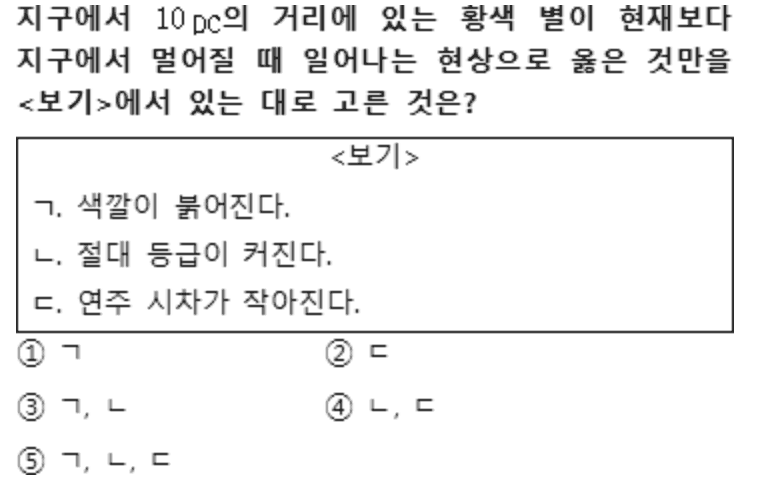 지구에서 10pc의 거리에 있는 황색 별이 현재보다
지구에서 멀어질 때 일어나는 현상으로 옳은 것만을
<보기>에서 있는 대로 고른 것은?
<보기>
ㄱ. 색깔이 붉어진다.
ㄴ. 절대 등급이 커진다.
ㄷ. 연주 시차가 작아진다.
① ㄱ ② ㄷ
③ ㄱ, ㄴ ④ ㄴ, ㄷ
⑤ ㄱ, ㄴ, ㄷ